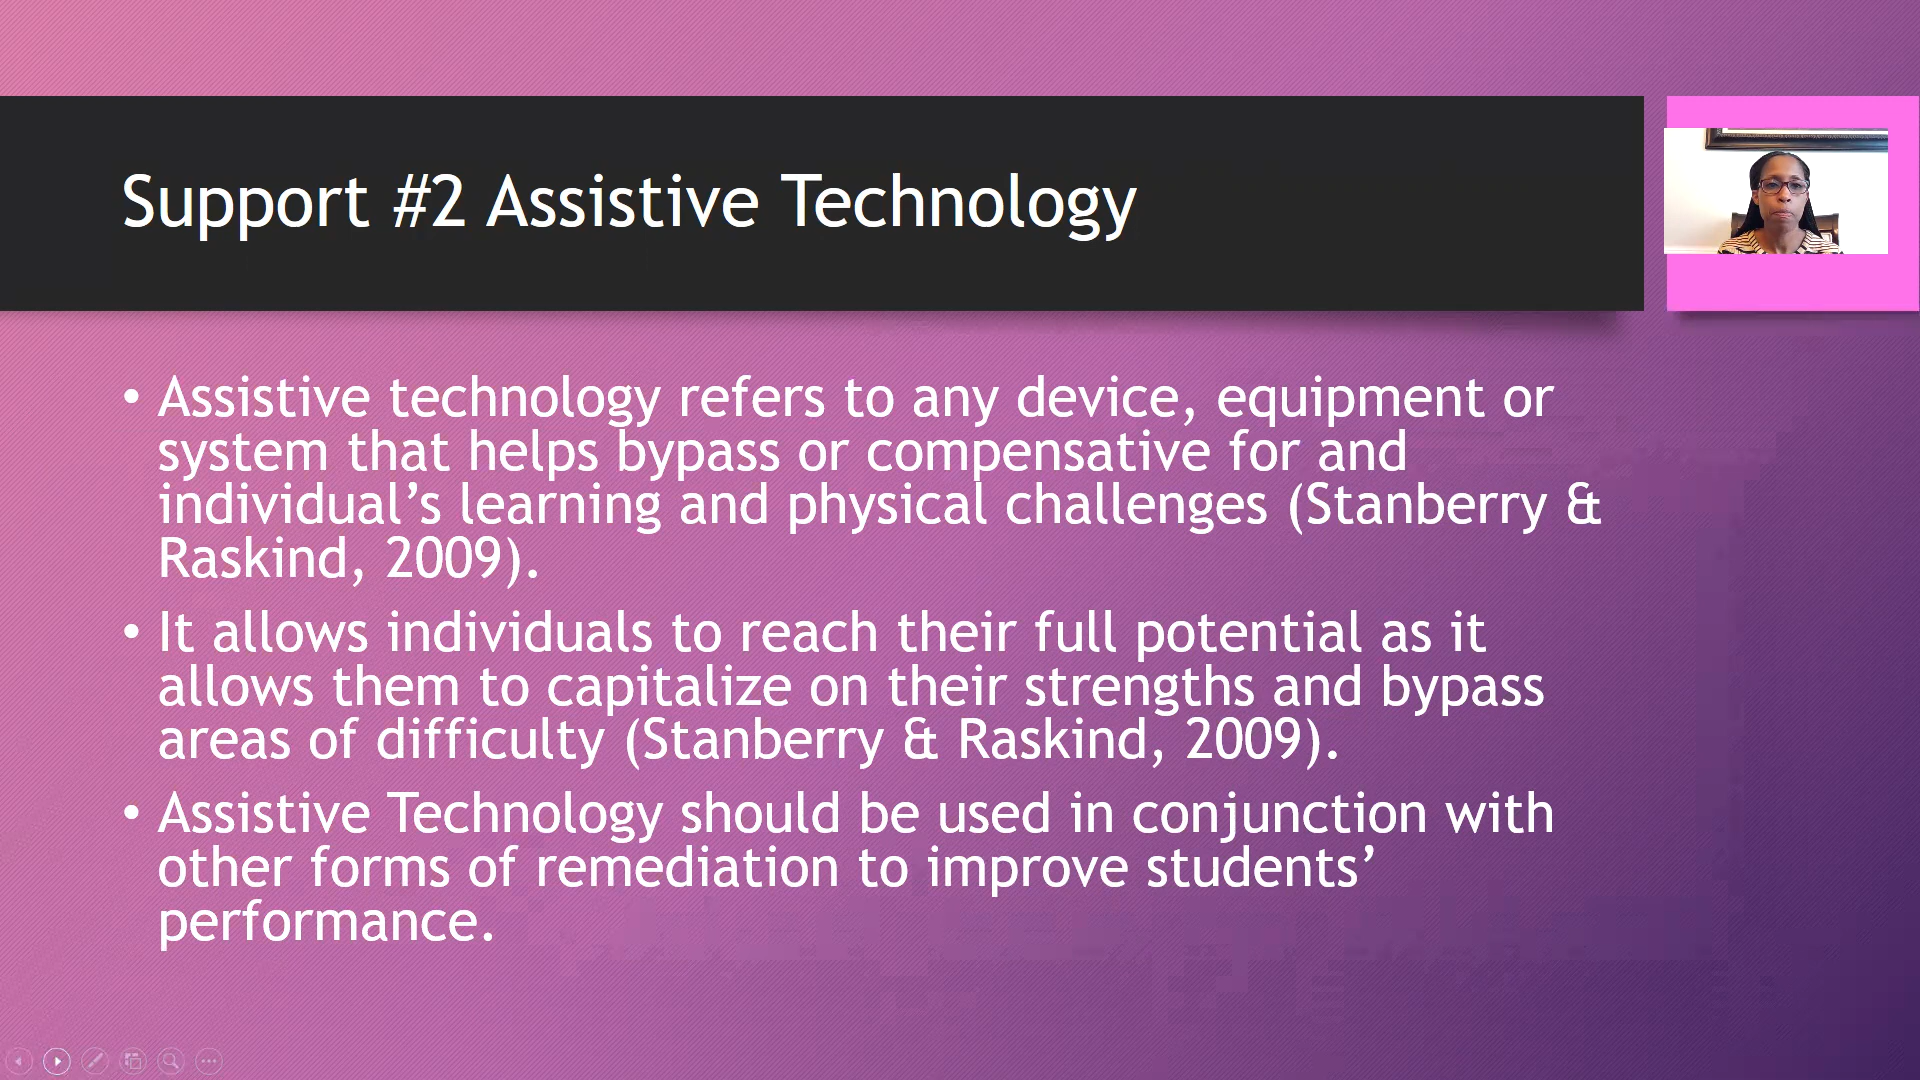 Support #2 Assistive Technology
• Assistive technology refers to any device, equipment or
system that helps bypass or compensative for and
individual’s learning and physical challenges (Stanberry &
Raskind, 2009).
• It allows individuals to reach their full potential as it
allows them to capitalize on their strengths and bypass
areas of difficulty (Stanberry & Raskind, 2009).
• Assistive Technology should be used in conjunction with
other forms of remediation to improve students’
performance.